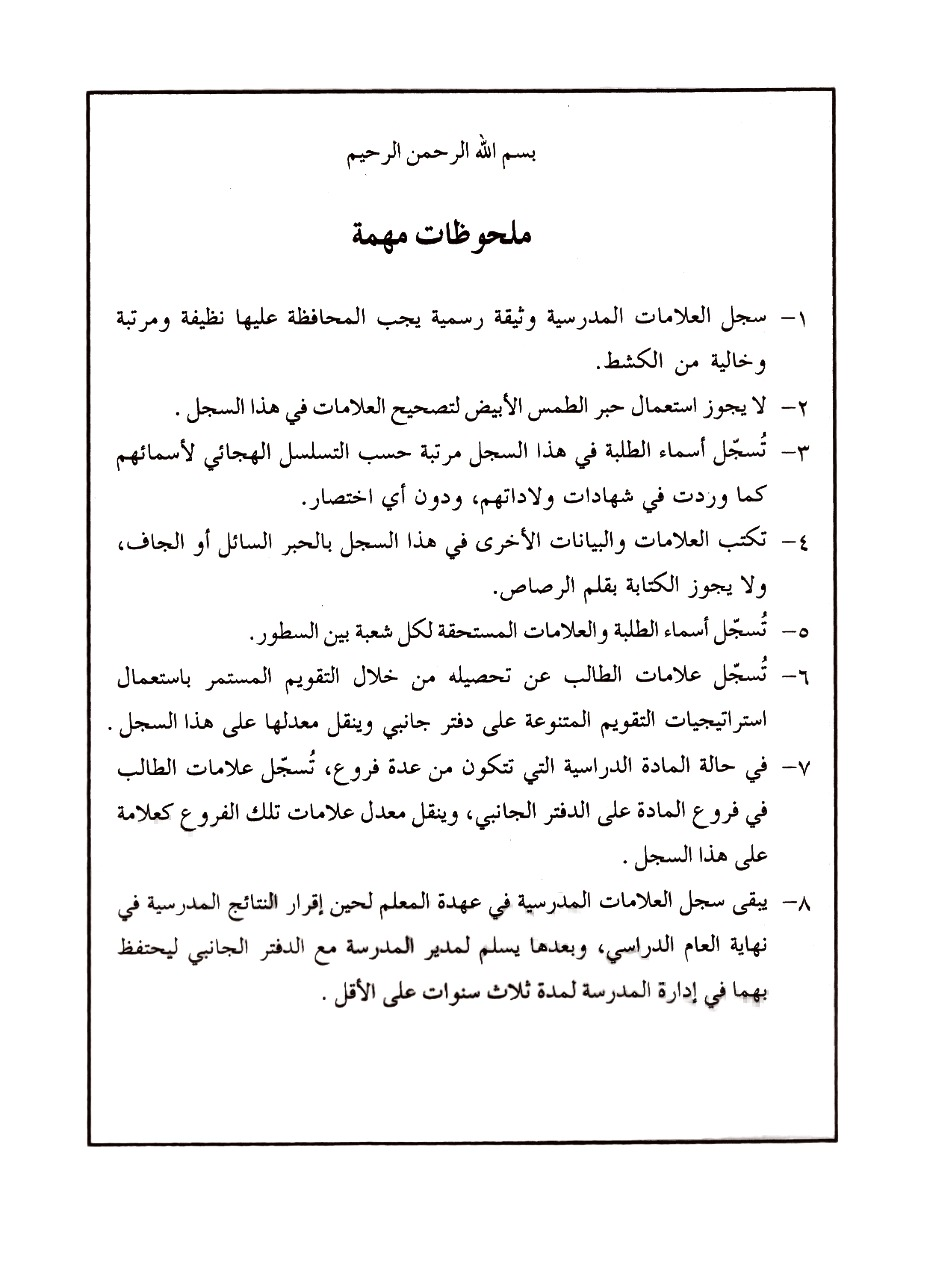 بسم الله الرحمن الرحيم
ملحوظات مهمة
١- سجل العلامات المدرسية وثيقة رسمية يجب المحافظة عليها نظيفة ومرتبة
وخالية من الكشط.
٢- لا يجوز استعمال حبر الطمس الأبيض لتصحيح العلامات في هذا السجل .
٣- تُسجّل أسماء الطلبة في هذا السجل مرتبة حسب التسلسل الهجائي لأسمائهم
كما وردت في شهادات ولاداتهم، ودون أي اختصار.
٤- تكتب العلامات والبيانات الأخرى في هذا السجل بالحبر السائل أو الجاف،
ولا يجوز الكتابة بقلم الرصاص.
٥- تُسجّل أسماء الطلبة والعلامات المستحقة لكل شعبة بين السطور.
٦- تُسجّل علامات الطالب عن تحصيله من خلال التقويم المستمر باستعمال
استراتيجيات التقويم المتنوعة على دفتر جانبي وينقل معدلها على هذا السجل .
٧- في حالة المادة الدراسية التي تتكون من عدة فروع، تُسجّل علامات الطالب
في فروع المادة على الدفتر الجانبي، وينقل معدل علامات تلك الفروع كعلامة
على هذا السجل .
٨- يبقى سجل العلامات المدرسية في عهدة المعلم لحين إقرار النتائج المدرسية في
نهاية العام الدراسي، وبعدها يسلم لمدير المدرسة مع الدفتر الجانبي ليحتفظ
بهما في إدارة المدرسة لمدة ثلاث سنوات على الأقل .